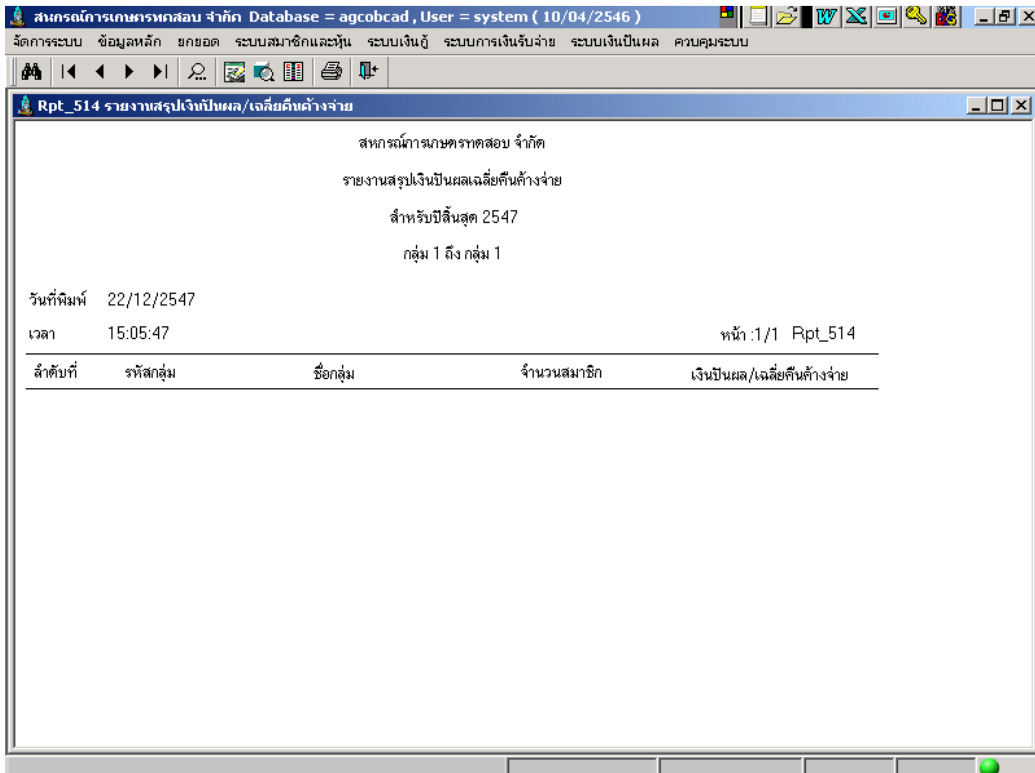 สหกรณ์การเกษตรทดสอบ จำกัด Database = agcobcad , User = system ( 10/04/2546 )
จัดการระบบ ข้อมูลหลัก ยกยอด ระบบสมาชิกและหุ้น ระบบเงินกู้ ระบบการเงินรับจ่าย ระบบเงินปันผล ควบคุมระบบ
Rpt_514 รายงานสรุปเงินปันผล/เฉลี่ยคืนค้างจ่าย
สหกรณ์การเกษตรทดสอบ จำกัด
รายงานสรุปเงินปันผลเฉลี่ยคืนค้างจ่าย
สำหรับปีสิ้นสุด 2547
กลุ่ม 1 ถึง กลุ่ม 1
วันที่พิมพ์ 22/12/2547
เวลา 15:05:47 หน้า :1/1 Rpt_514
ลำดับที่ รหัสกลุ่ม ชื่อกลุ่ม จำนวนสมาชิก เงินปันผล/เฉลี่ยคืนค้างจ่าย